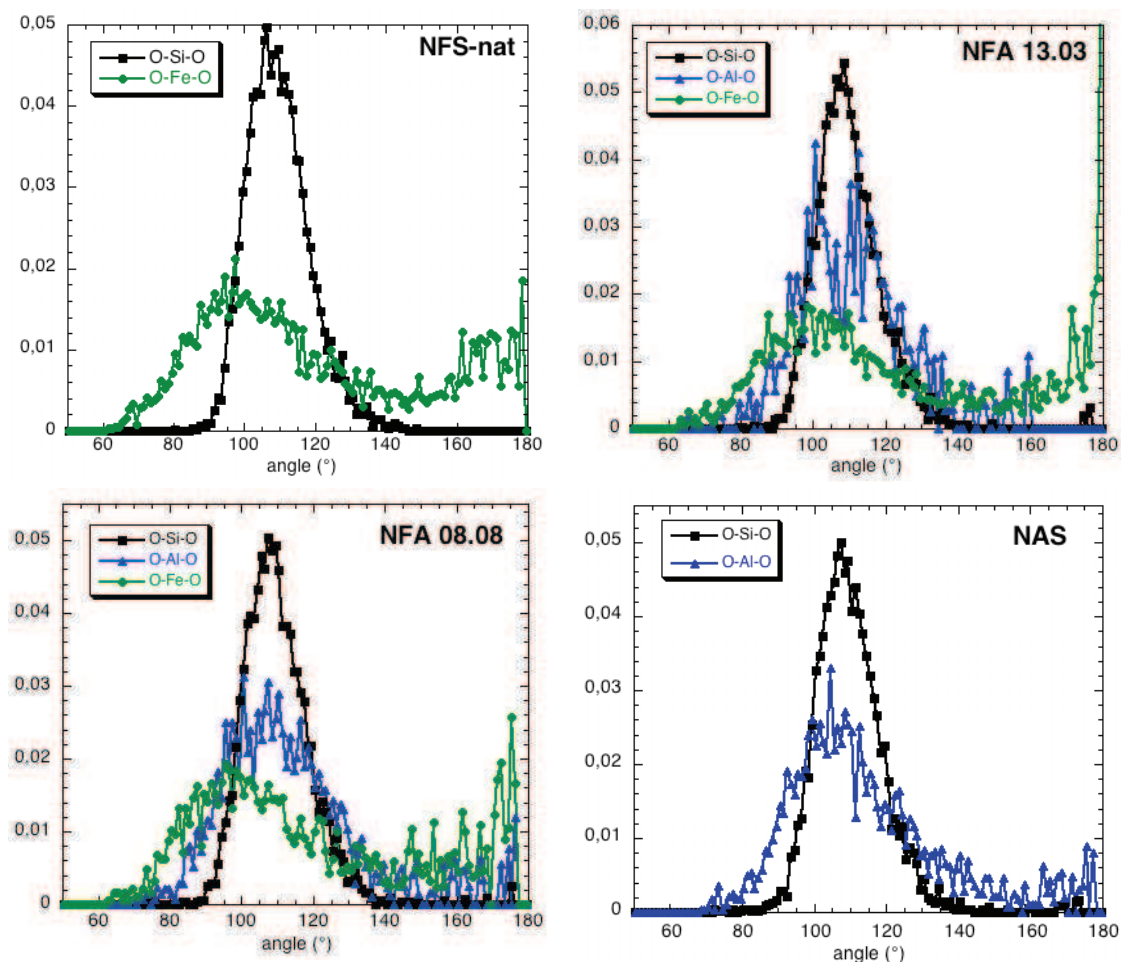 NFS-nat
O-Si-O
O-Fe-O
0,05
0,04
0,03
0,02
0,01
0
60 80 100 120 140 160 180
angle (°)
NFA 13.03
O-Si-O
O-Al-O
O-Fe-O
0,06
0,05
0,04
0,03
0,02
0,01
0
60 80 100 120 140 160 180
angle (°)
NFA 08.08
O-Si-O
O-Al-O
O-Fe-O
0,05
0,04
0,03
0,02
0,01
0
60 80 100 120 140 160 180
angle (°)
NAS
O-Si-O
O-Al-O
0,05
0,04
0,03
0,02
0,01
0
60 80 100 120 140 160 180
angle (°)